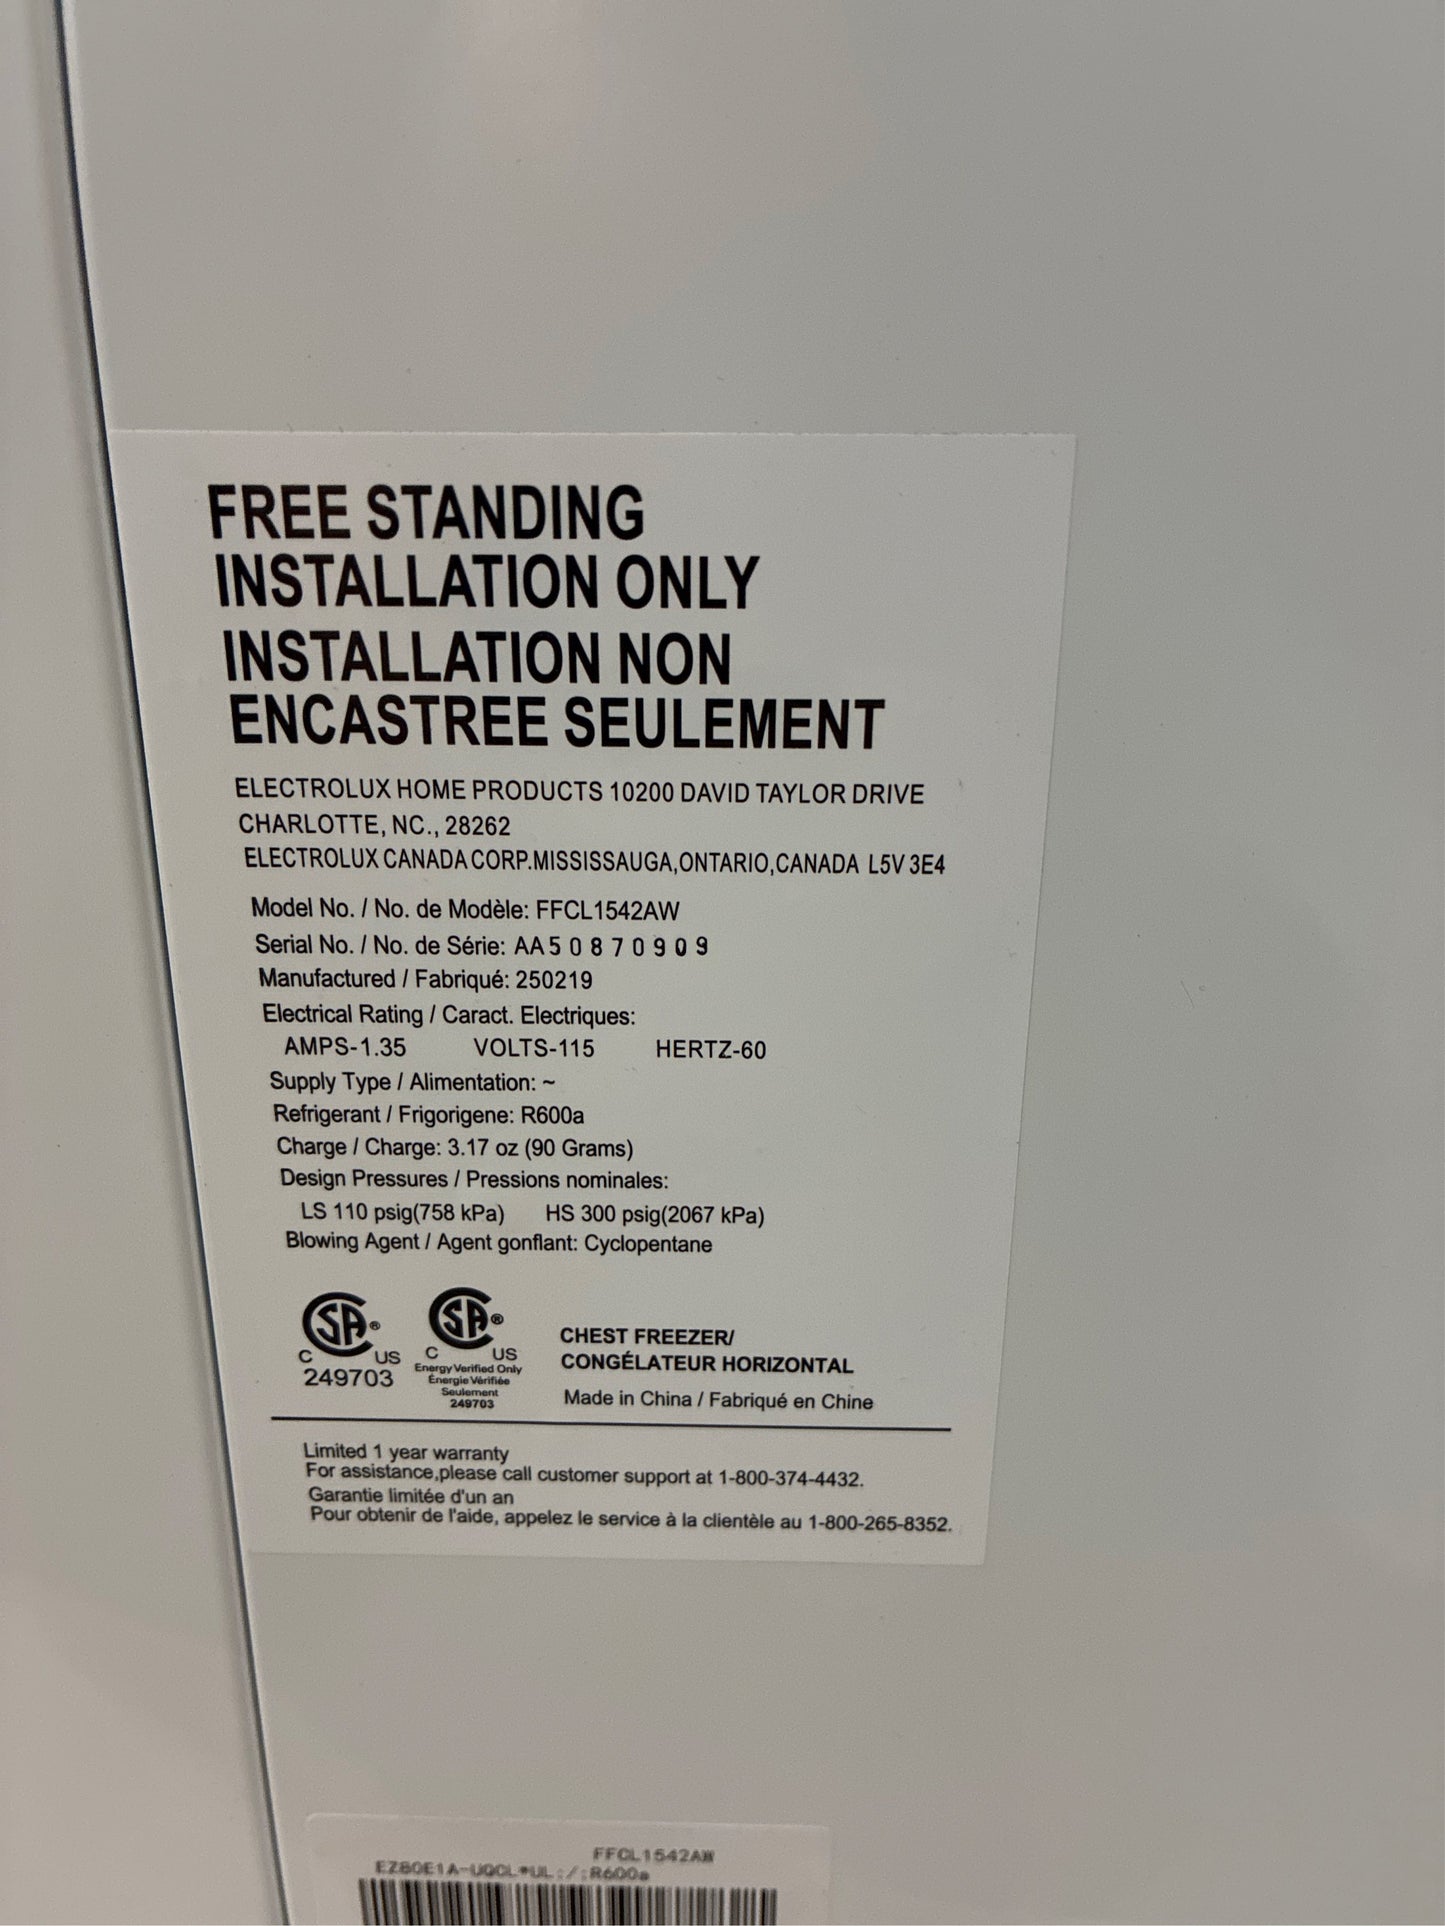 FREE STANDING
INSTALLATION ONLY
INSTALLATION NON
ENCASTREE SEULEMENT
ELECTROLUX HOME PRODUCTS 10200 DAVID TAYLOR DRIVE
CHARLOTTE, NC., 28262
ELECTROLUX CANADA CORP.MISSISSAUGA,ONTARIO,CANADA L5V 3E4
Model No. / No. de Modèle: FFCL1542AW
Serial No. / No. de Série: AA50870909
Manufactured / Fabriqué: 250219
Electrical Rating / Caract. Electriques:
AMPS-1.35 VOLTS-115 HERTZ-60
Supply Type / Alimentation: ~
Refrigerant / Frigorigene: R600a
Charge / Charge: 3.17 oz (90 Grams)
Design Pressures / Pressions nominales:
LS 110 psig(758 kPa) HS 300 psig(2067 kPa)
Blowing Agent / Agent gonflant: Cyclopentane
CSA® C US 249703
CSA® C US
Energy Verified Only
Énergie Vérifiée
Seulement
249703
CHEST FREEZER/
CONGÉLATEUR HORIZONTAL
Made in China / Fabriqué en Chine
Limited 1 year warranty
For assistance,please call customer support at 1-800-374-4432.
Garantie limitée d'un an
Pour obtenir de l'aide, appelez le service à la clientèle au 1-800-265-8352.
FFCL1542AW
R600a